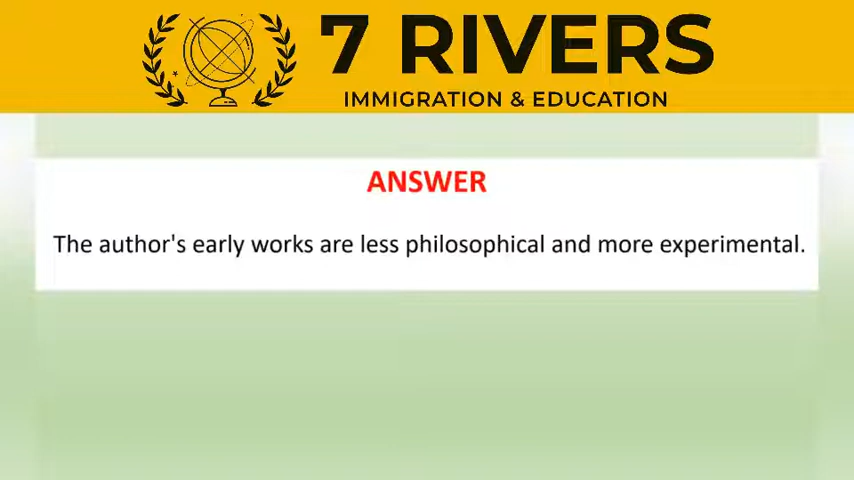 7 RIVERS
IMMIGRATION & EDUCATION
ANSWER
The author's early works are less philosophical and more experimental.